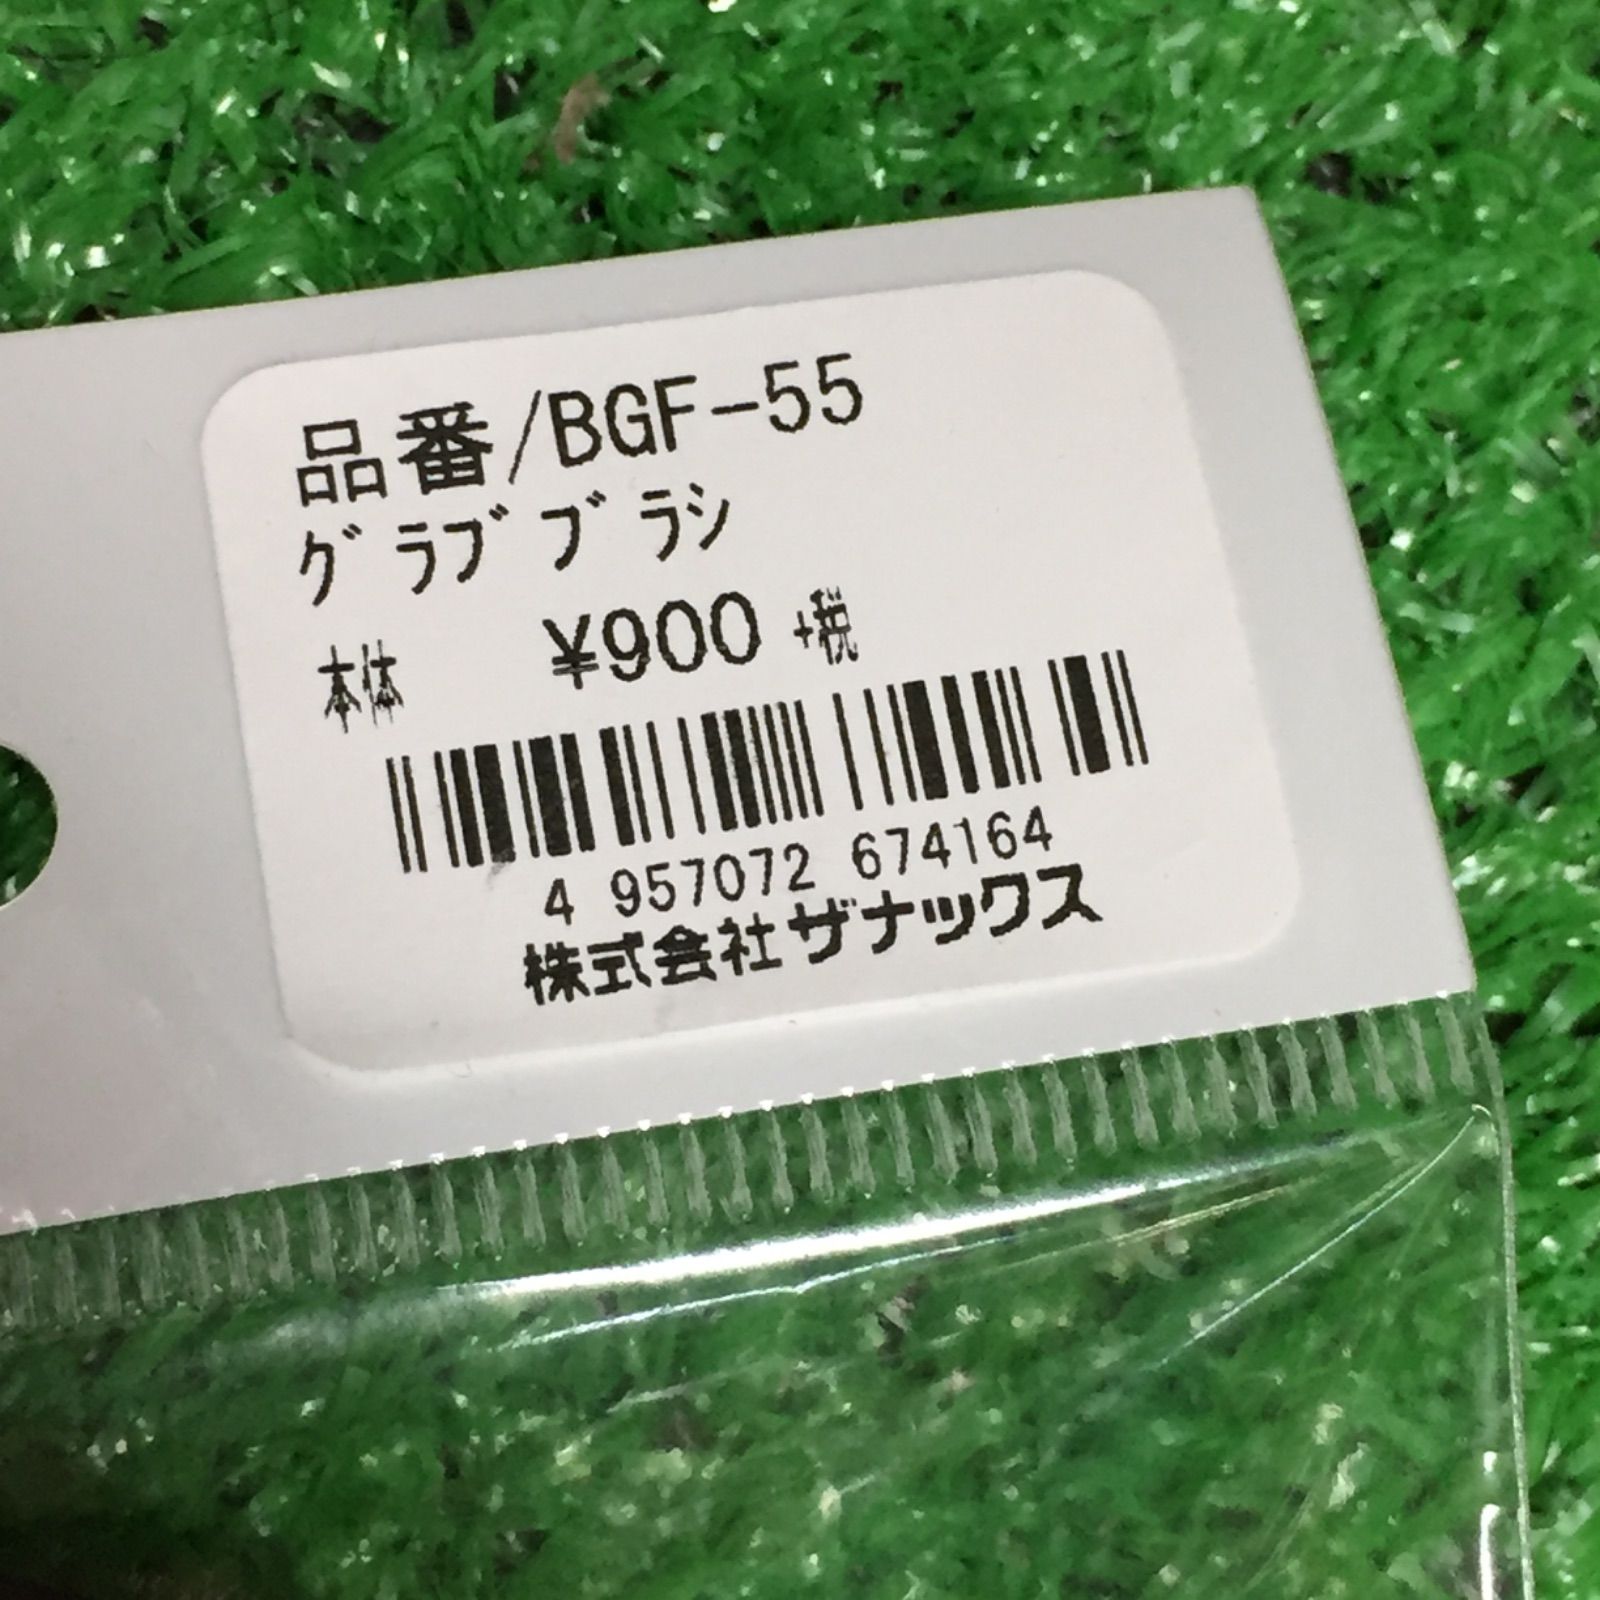 品番/BGF-55
ｸﾞﾗﾌﾞﾌﾞﾗｼ
本体 ¥900 +税
4 957072 674164
株式会社ザナックス